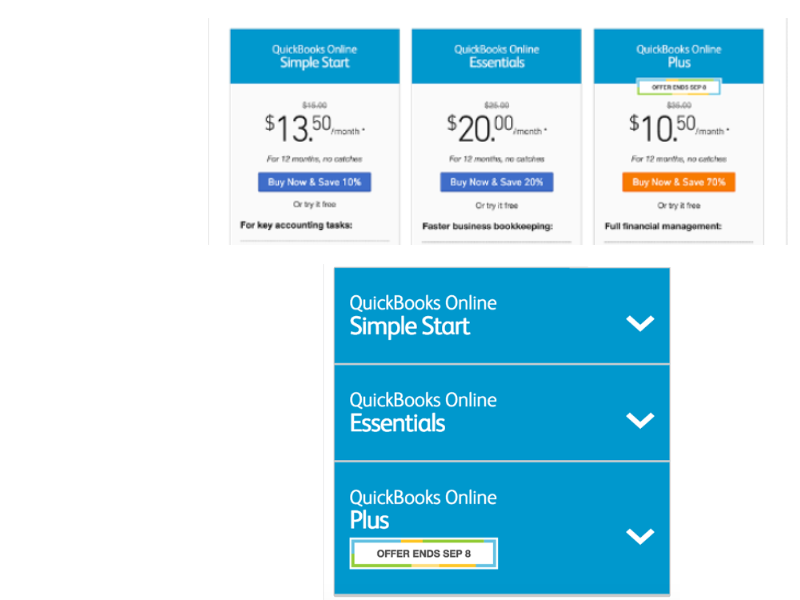 QuickBooks Online
Simple Start
$15.00
$13.50/month*
For 12 months, no catches
Buy Now & Save 10%
Or try it free
For key accounting tasks:
QuickBooks Online
Essentials
$25.00
$20.00/month*
For 12 months, no catches
Buy Now & Save 20%
Or try it free
Faster business bookkeeping:
QuickBooks Online
Plus
OFFER ENDS SEP 8
$35.00
$10.50/month*
For 12 months, no catches
Buy Now & Save 70%
Or try it free
Full financial management:
QuickBooks Online
Simple Start
QuickBooks Online
Essentials
QuickBooks Online
Plus
OFFER ENDS SEP 8